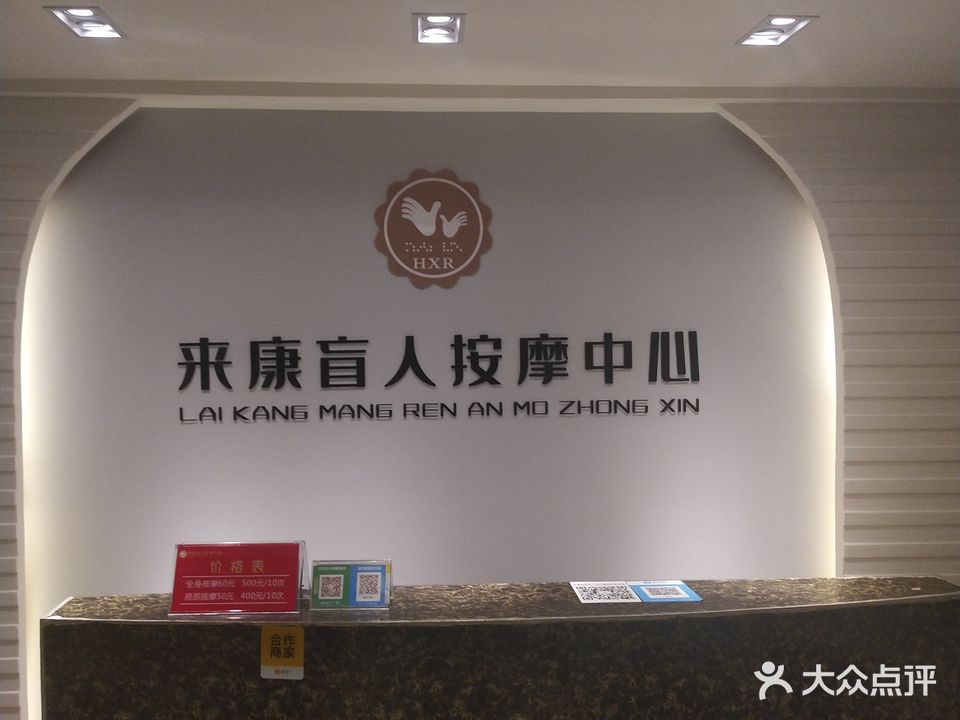 HXR
来康盲人按摩中心
LAI KANG MANG REN AN MO ZHONG XIN
价格表
全身按摩60元 500元/10次
局部按摩50元 400元/10次
合作
商家
大众点评